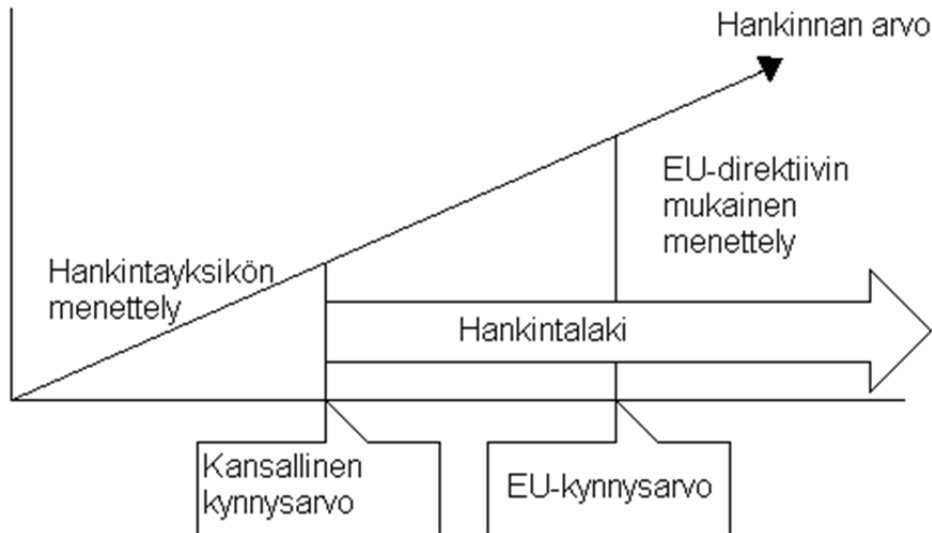 Hankinnan arvo
EU-direktiivin
mukainen
menettely
Hankintayksikön
menettely
Hankintalaki
Kansallinen
kynnysarvo
EU-kynnysarvo